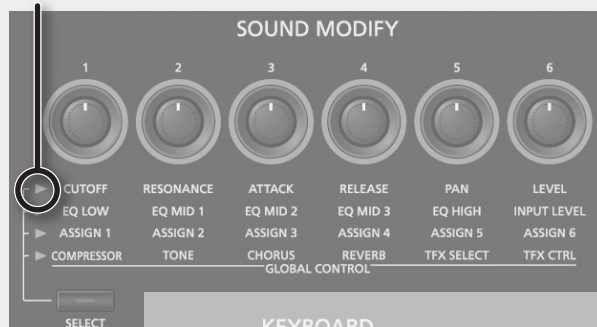 SOUND MODIFY
1 2 3 4 5 6
CUTOFF RESONANCE ATTACK RELEASE PAN LEVEL
EQ LOW EQ MID 1 EQ MID 2 EQ MID 3 EQ HIGH INPUT LEVEL
ASSIGN 1 ASSIGN 2 ASSIGN 3 ASSIGN 4 ASSIGN 5 ASSIGN 6
COMPRESSOR TONE CHORUS REVERB TFX SELECT TFX CTRL
GLOBAL CONTROL
SELECT
KEYBOARD